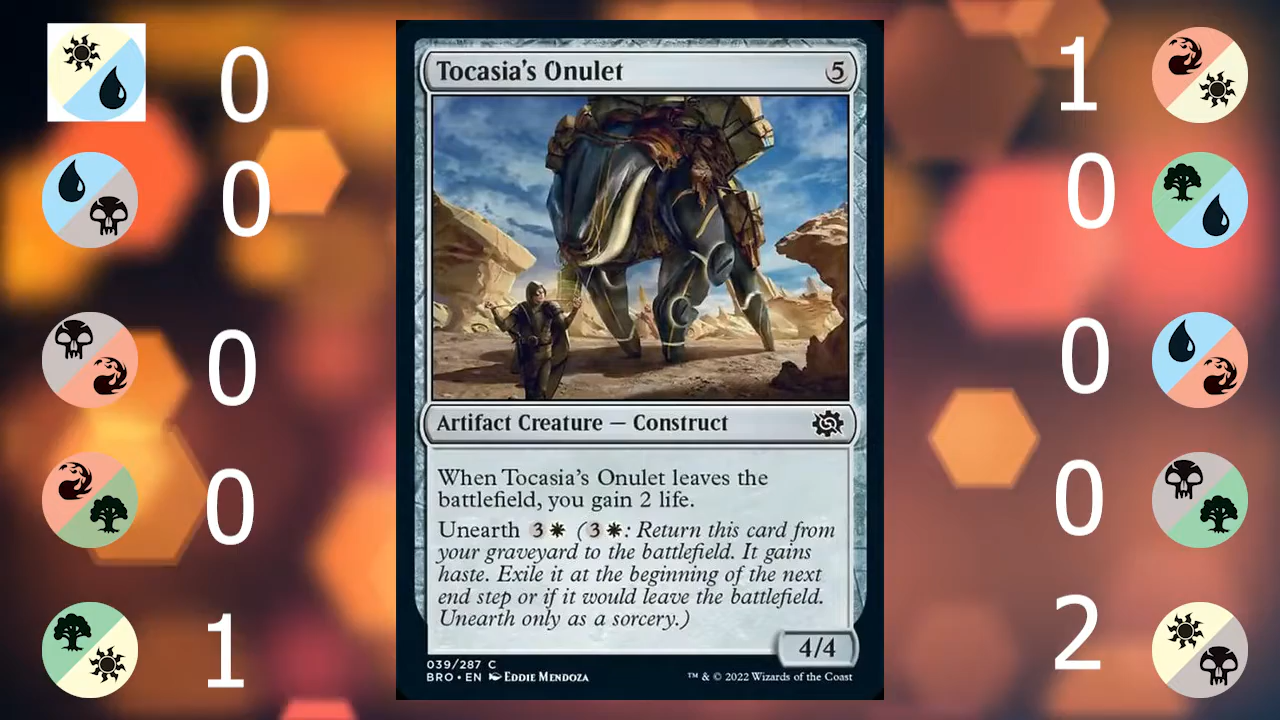 0
0
0
0
1
Tocasia's Onulet 5
Artifact Creature — Construct
When Tocasia's Onulet leaves the
battlefield, you gain 2 life.
Unearth 3 (3 : Return this card from
your graveyard to the battlefield. It gains
haste. Exile it at the beginning of the next
end step or if it would leave the battlefield.
Unearth only as a sorcery.)
4/4
039/287 C
BRO • EN Eddie Mendoza
™ & © 2022 Wizards of the Coast
1
0
0
0
2